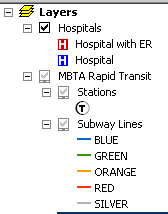 Layers
Hospitals
H Hospital with ER
H Hospital
MBTA Rapid Transit
Stations
T
Subway Lines
BLUE
GREEN
ORANGE
RED
SILVER